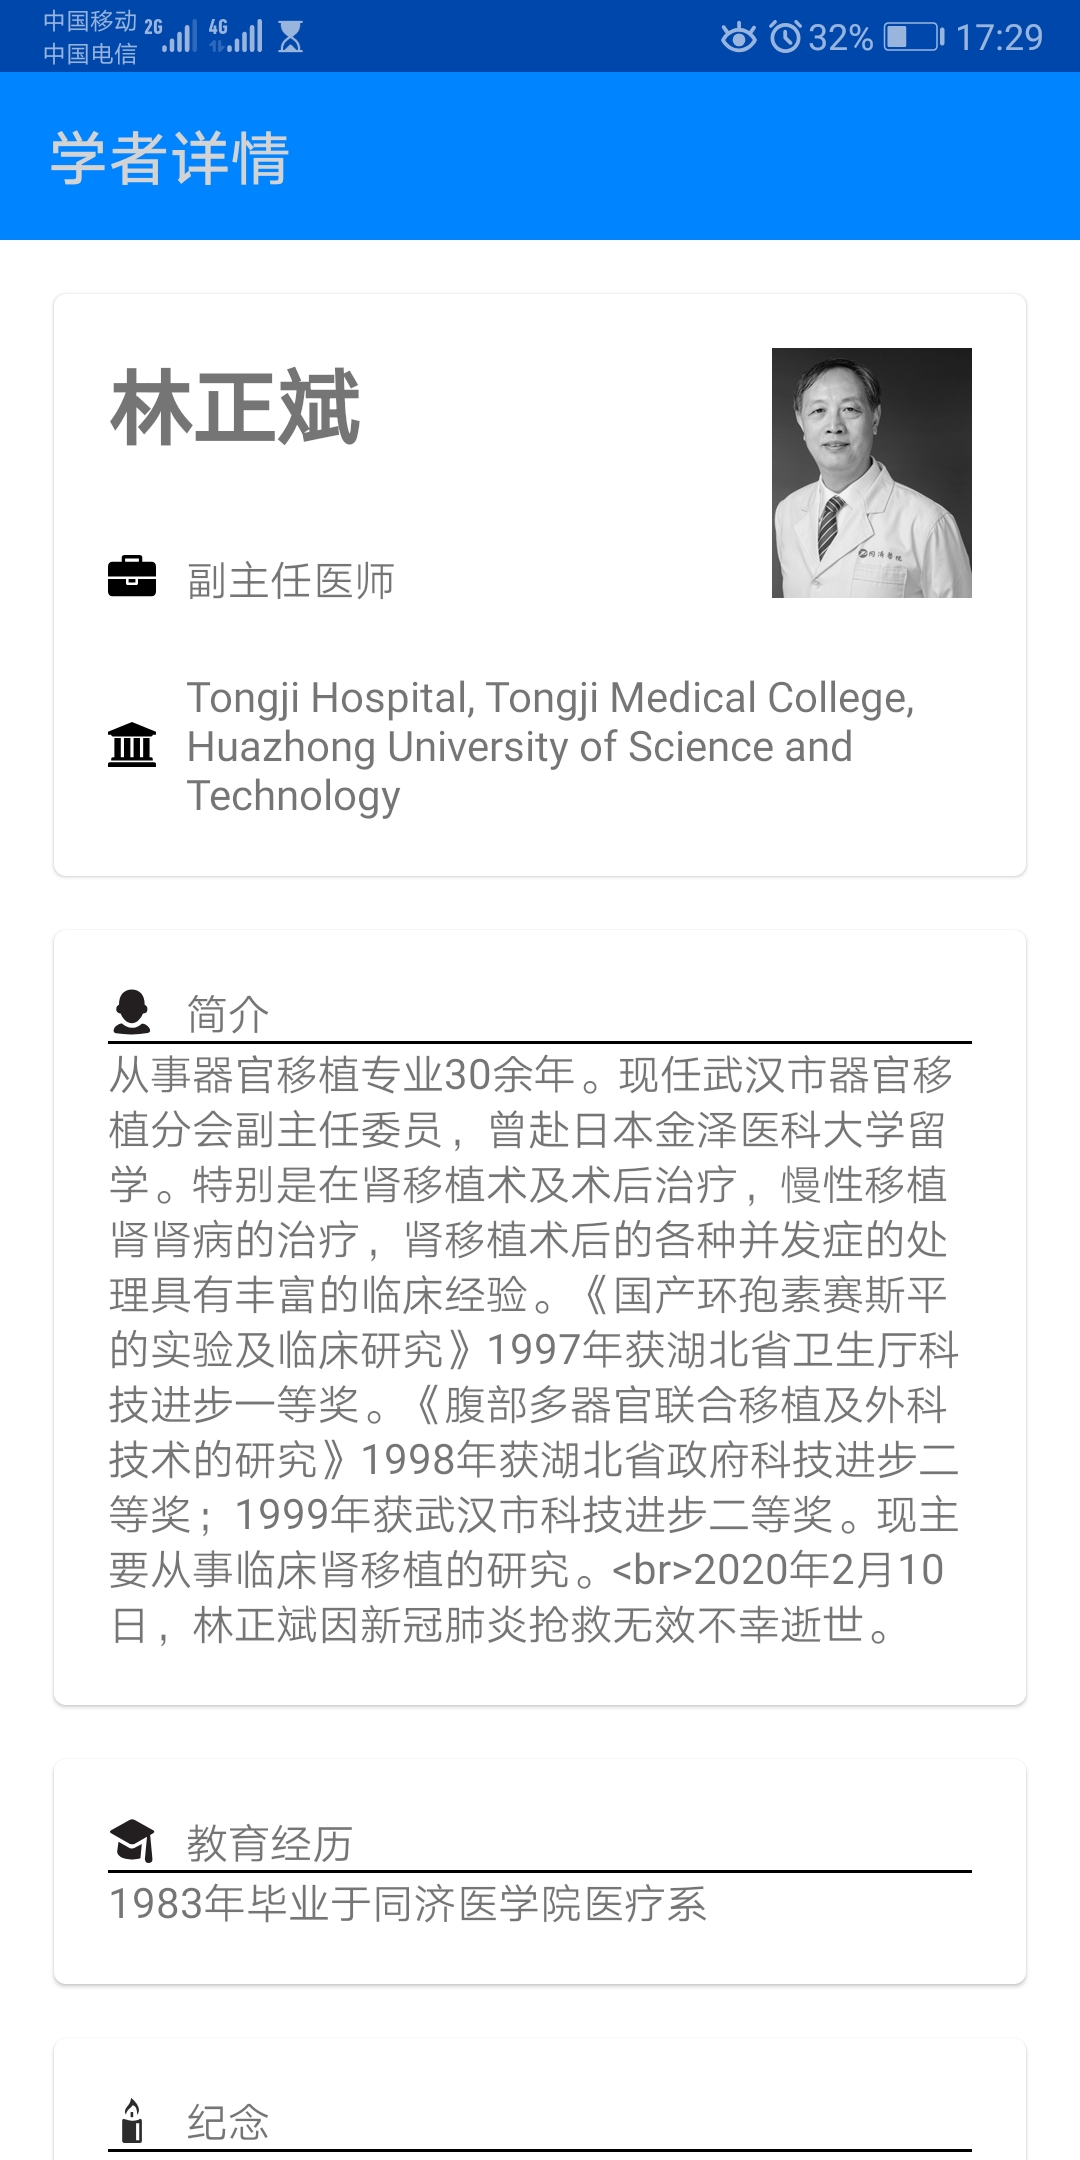 中国移动 2G 4G
中国电信
32% 17:29
学者详情
林正斌
同济医院
副主任医师
Tongji Hospital, Tongji Medical College,
Huazhong University of Science and
Technology
简介
从事器官移植专业30余年。现任武汉市器官移
植分会副主任委员，曾赴日本金泽医科大学留
学。特别是在肾移植术及术后治疗，慢性移植
肾肾病的治疗，肾移植术后的各种并发症的处
理具有丰富的临床经验。《国产环孢素赛斯平
的实验及临床研究》1997年获湖北省卫生厅科
技进步一等奖。《腹部多器官联合移植及外科
技术的研究》1998年获湖北省政府科技进步二
等奖；1999年获武汉市科技进步二等奖。现主
要从事临床肾移植的研究。<br>2020年2月10
日，林正斌因新冠肺炎抢救无效不幸逝世。
教育经历
1983年毕业于同济医学院医疗系
纪念